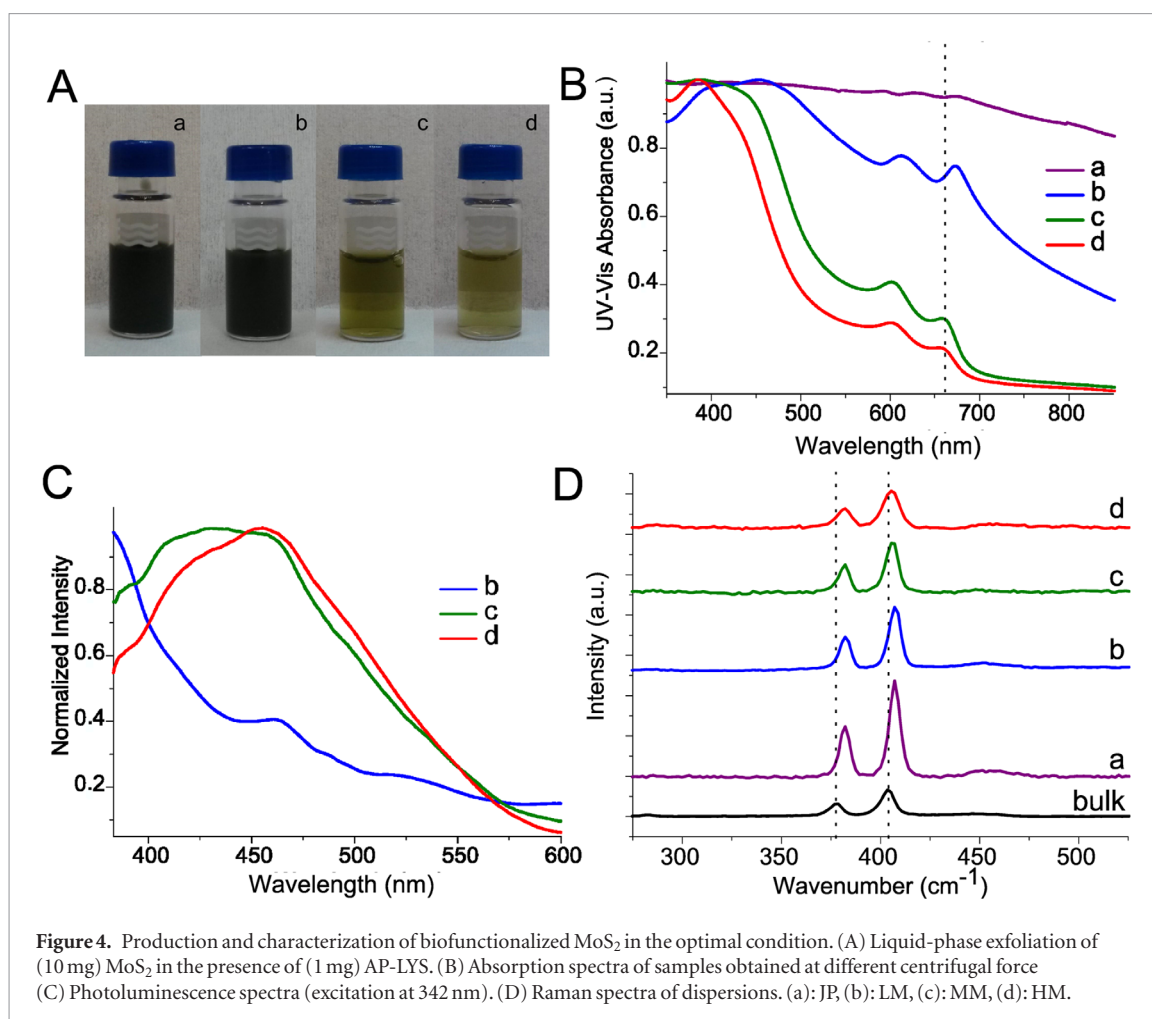 A
a
b
c
d
B
UV-Vis Absorbance (a.u.)
0.8
0.6
0.4
0.2
a
b
c
d
400 500 600 700 800
Wavelength (nm)
C
Normalized Intensity
0.8
0.6
0.4
0.2
b
c
d
400 450 500 550 600
Wavelength (nm)
D
Intensity (a.u.)
d
c
b
a
bulk
300 350 400 450 500
Wavenumber (cm⁻¹)
Figure 4. Production and characterization of biofunctionalized MoS₂ in the optimal condition. (A) Liquid-phase exfoliation of
(10 mg) MoS₂ in the presence of (1 mg) AP-LYS. (B) Absorption spectra of samples obtained at different centrifugal force
(C) Photoluminescence spectra (excitation at 342 nm). (D) Raman spectra of dispersions. (a): JP, (b): LM, (c): MM, (d): HM.